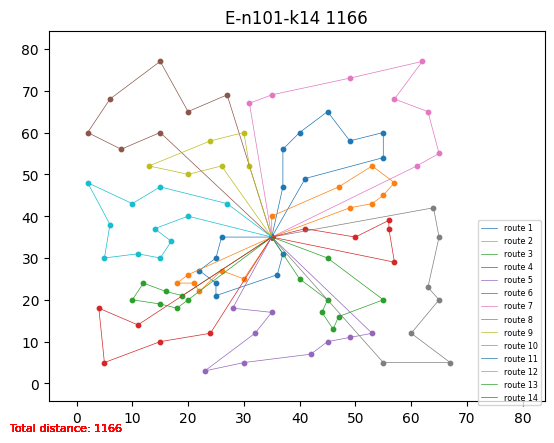 E-n101-k14 1166
80
70
60
50
40
30
20
10
0
route 1
route 2
route 3
route 4
route 5
route 6
route 7
route 8
route 9
route 10
route 11
route 12
route 13
route 14
0 10 20 30 40 50 60 70 80
Total distance: 1166